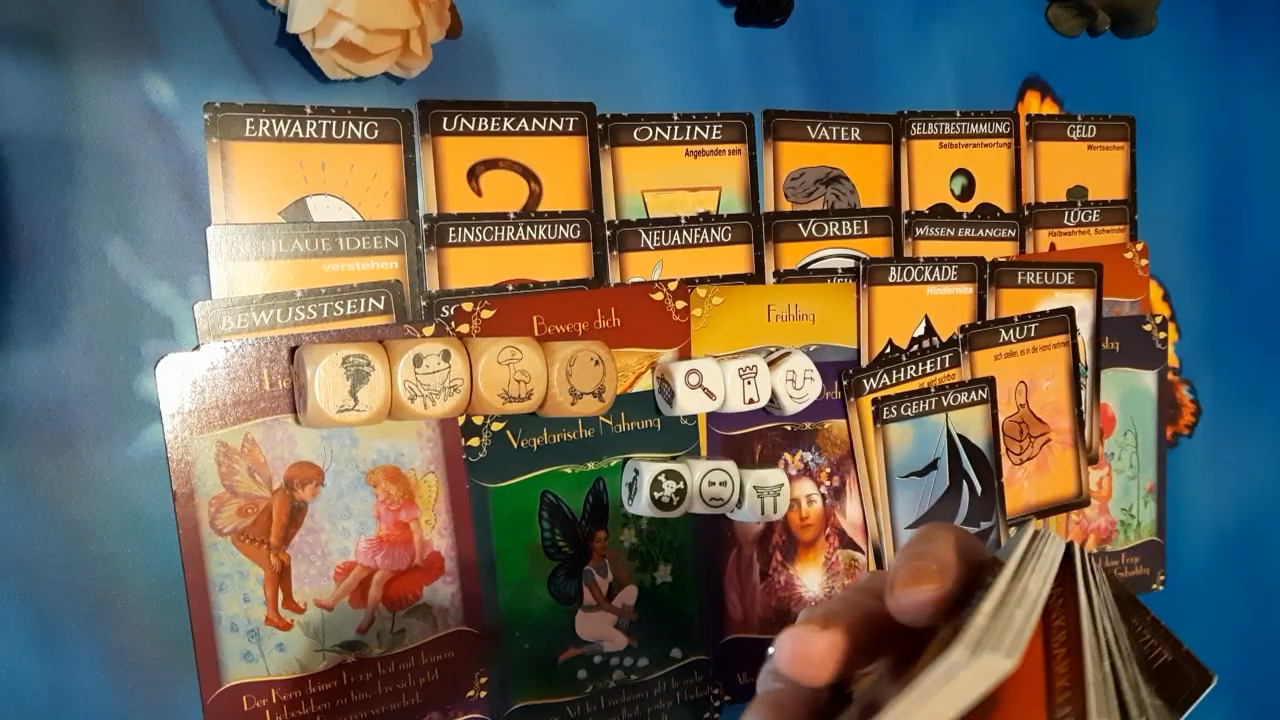 ERWARTUNG
UNBEKANNT
ONLINE
Angebunden sein
VATER
SELBSTBESTIMMUNG
Selbstverantwortung
GELD
Wertsachen
SCHLAUE IDEEN
verstehen
EINSCHRÄNKUNG
NEUANFANG
VORBEI
WISSEN ERLANGEN
LÜGE
Halbwahrheit, Schwindel
BEWUSSTSEIN
BLOCKADE
Hindernisse
FREUDE
MUT
sich stellen, es in die Hand nehmen
WAHRHEIT
ES GEHT VORAN
Bewege dich
Frühling
Vegetarische Nahrung
Der Kern deiner Frage hat mit deinem
Liebesleben zu tun, das sich jetzt